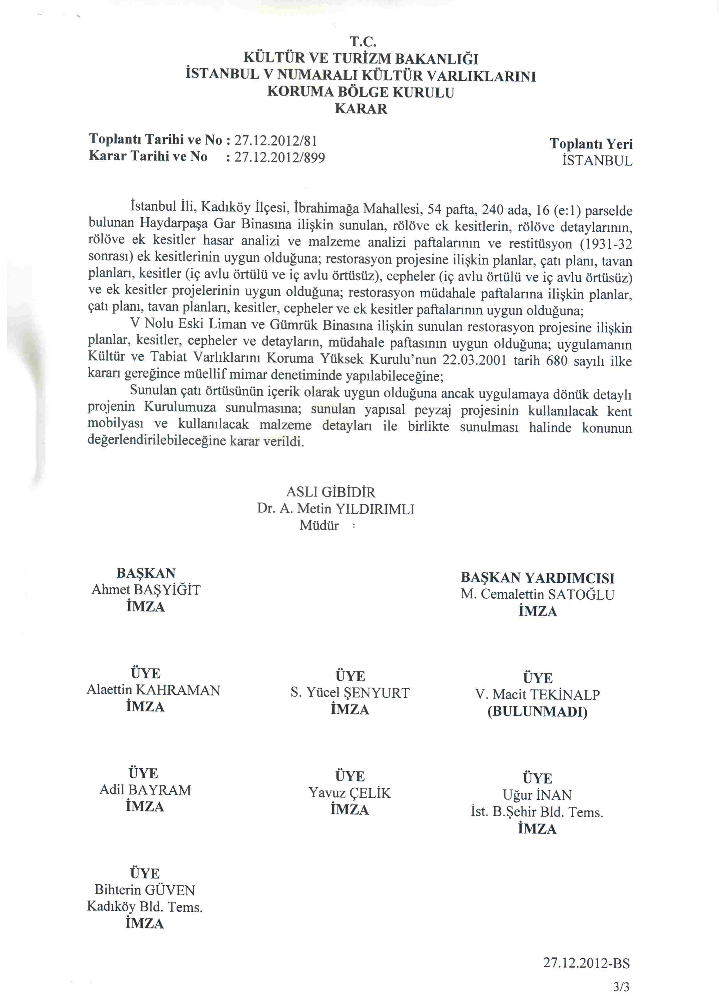 T.C.
KÜLTÜR VE TURİZM BAKANLIĞI
İSTANBUL V NUMARALI KÜLTÜR VARLIKLARINI
KORUMA BÖLGE KURULU
KARAR
Toplantı Tarihi ve No : 27.12.2012/81
Karar Tarihi ve No : 27.12.2012/899
Toplantı Yeri
İSTANBUL
İstanbul İli, Kadıköy İlçesi, İbrahimağa Mahallesi, 54 pafta, 240 ada, 16 (e:1) parselde
bulunan Haydarpaşa Gar Binasına ilişkin sunulan, rölöve ek kesitlerin, rölöve detaylarının,
rölöve ek kesitler hasar analizi ve malzeme analizi paftalarının ve restitüsyon (1931-32
sonrası) ek kesitlerinin uygun olduğuna; restorasyon projesine ilişkin planlar, çatı planı, tavan
planları, kesitler (iç avlu örtülü ve iç avlu örtüsüz), cepheler (iç avlu örtülü ve iç avlu örtüsüz)
ve ek kesitler projelerinin uygun olduğuna; restorasyon müdahale paftalarına ilişkin planlar,
çatı planı, tavan planları, kesitler, cepheler ve ek kesitler paftalarının uygun olduğuna;
V Nolu Eski Liman ve Gümrük Binasına ilişkin sunulan restorasyon projesine ilişkin
planlar, kesitler, cepheler ve detayların, müdahale paftasının uygun olduğuna; uygulamanın
Kültür ve Tabiat Varlıklarını Koruma Yüksek Kurulu'nun 22.03.2001 tarih 680 sayılı ilke
kararı gereğince müellif mimar denetiminde yapılabileceğine;
Sunulan çatı örtüsünün içerik olarak uygun olduğuna ancak uygulamaya dönük detaylı
projenin Kurulumuza sunulmasına; sunulan yapısal peyzaj projesinin kullanılacak kent
mobilyası ve kullanılacak malzeme detayları ile birlikte sunulması halinde konunun
değerlendirilebileceğine karar verildi.
ASLI GİBİDİR
Dr. A. Metin YILDIRIMLI
Müdür
BAŞKAN
Ahmet BAŞYİĞİT
İMZA
BAŞKAN YARDIMCISI
M. Cemalettin SATOĞLU
İMZA
ÜYE
Alaettin KAHRAMAN
İMZA
ÜYE
S. Yücel ŞENYURT
İMZA
ÜYE
V. Macit TEKİNALP
(BULUNMADI)
ÜYE
Adil BAYRAM
İMZA
ÜYE
Yavuz ÇELİK
İMZA
ÜYE
Uğur İNAN
İst. B.Şehir Bld. Tems.
İMZA
ÜYE
Bihterin GÜVEN
Kadıköy Bld. Tems.
İMZA
27.12.2012-BS
3/3